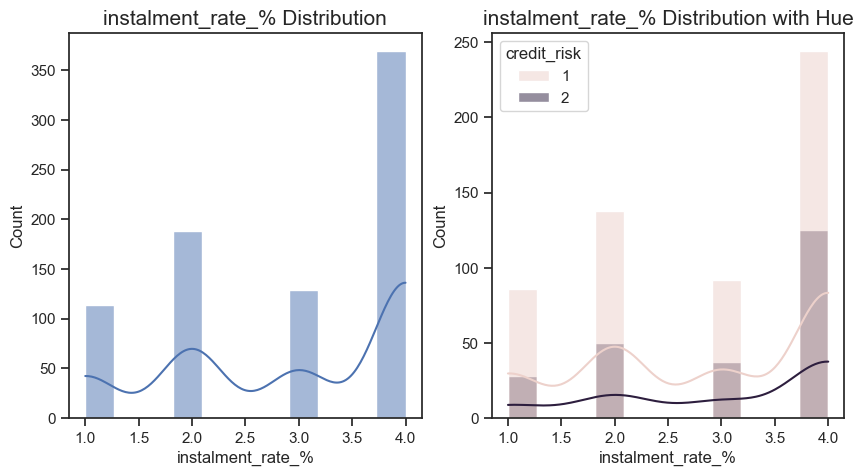 instalment_rate_% Distribution
Count
350
300
250
200
150
100
50
0
1.0 1.5 2.0 2.5 3.0 3.5 4.0
instalment_rate_%
instalment_rate_% Distribution with Hue
credit_risk
1
2
Count
250
200
150
100
50
0
1.0 1.5 2.0 2.5 3.0 3.5 4.0
instalment_rate_%